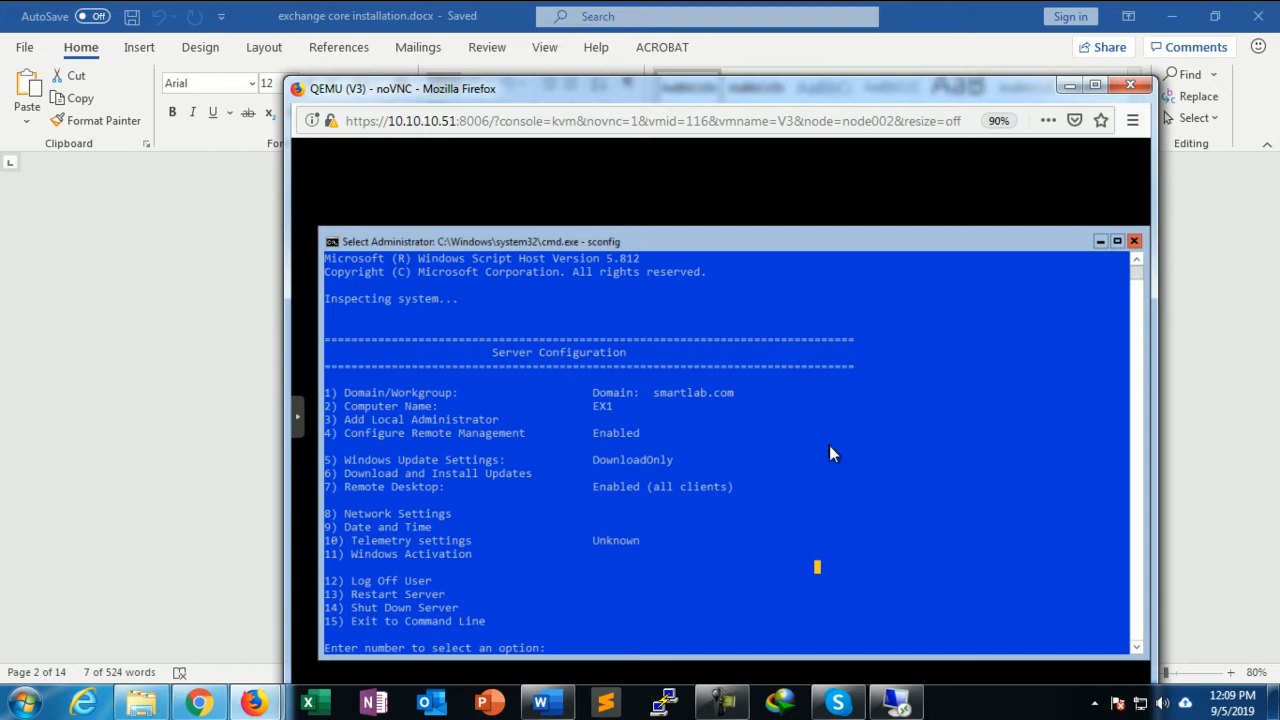 AutoSave Off exchange core installation.docx - Saved Search Sign in
File Home Insert Design Layout References Mailings Review View Help ACROBAT Share Comments
Paste Cut
Copy
Format Painter
Clipboard
Arial 12
B I U ab x
Find
Replace
Select
Editing
QEMU (V3) - noVNC - Mozilla Firefox
https://10.10.10.51:8006/?console=kvm&novnc=1&vmid=116&vmname=V3&node=node002&resize=off 90%
Select Administrator: C:\Windows\system32\cmd.exe - sconfig
Microsoft (R) Windows Script Host Version 5.812
Copyright (C) Microsoft Corporation. All rights reserved.
Inspecting system...
===============================================================================
Server Configuration
===============================================================================
1) Domain/Workgroup: Domain: smartlab.com
2) Computer Name: EX1
3) Add Local Administrator
4) Configure Remote Management Enabled
5) Windows Update Settings: DownloadOnly
6) Download and Install Updates
7) Remote Desktop: Enabled (all clients)
8) Network Settings
9) Date and Time
10) Telemetry settings Unknown
11) Windows Activation
12) Log Off User
13) Restart Server
14) Shut Down Server
15) Exit to Command Line
Enter number to select an option:
Page 2 of 14 7 of 524 words 80%
12:09 PM
9/5/2019